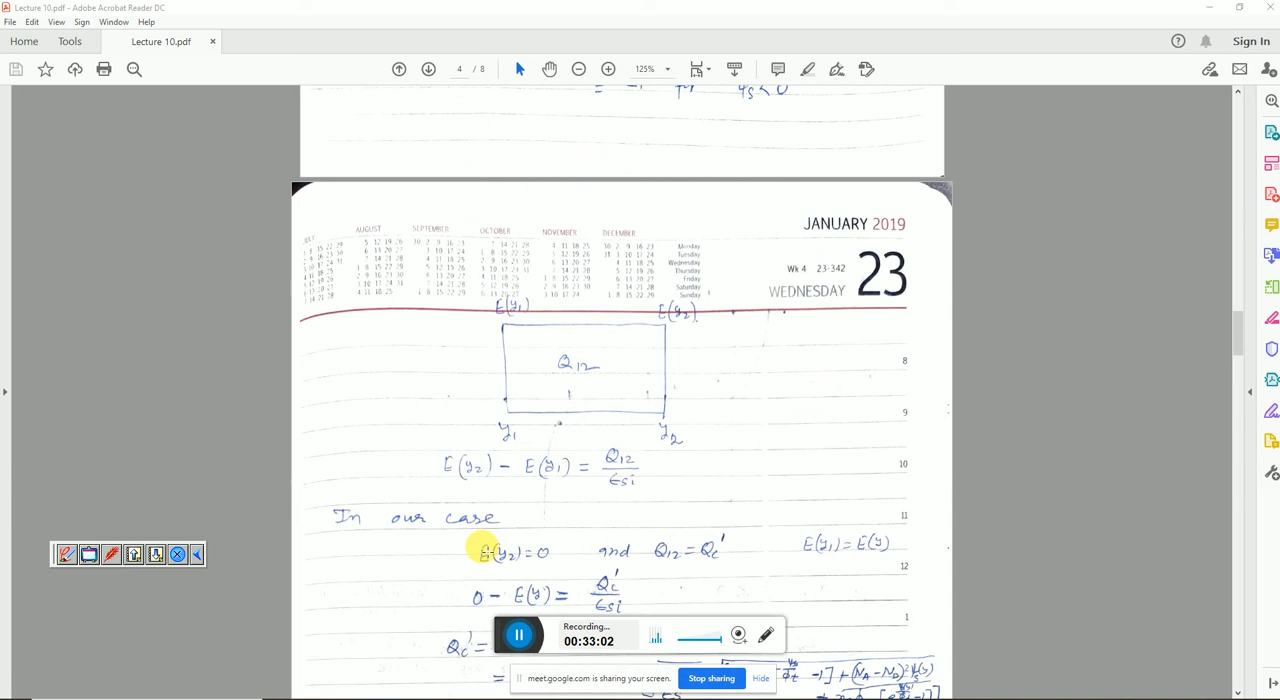 Lecture 10.pdf - Adobe Acrobat Reader DC
File Edit View Sign Window Help
Home Tools Lecture 10.pdf × Sign In
4 / 8 125%
JANUARY 2019
AUGUST SEPTEMBER OCTOBER NOVEMBER DECEMBER
Monday
Tuesday
Wednesday
Thursday
Friday
Saturday
Sunday
Wk 4 23-342
WEDNESDAY 23
E(y₁) E(y₂)
Q₁₂
8
9
y₁ y₂
E(y₂) - E(y₁) = Q₁₂ / ϵsi
10
In our case
11
E(y₂) = 0 and Q₁₂ = Qc' E(y₁) = E(y)
12
0 - E(y) = Qc' / ϵsi
1
Recording...
00:33:02
Qc' =
meet.google.com is sharing your screen. Stop sharing Hide